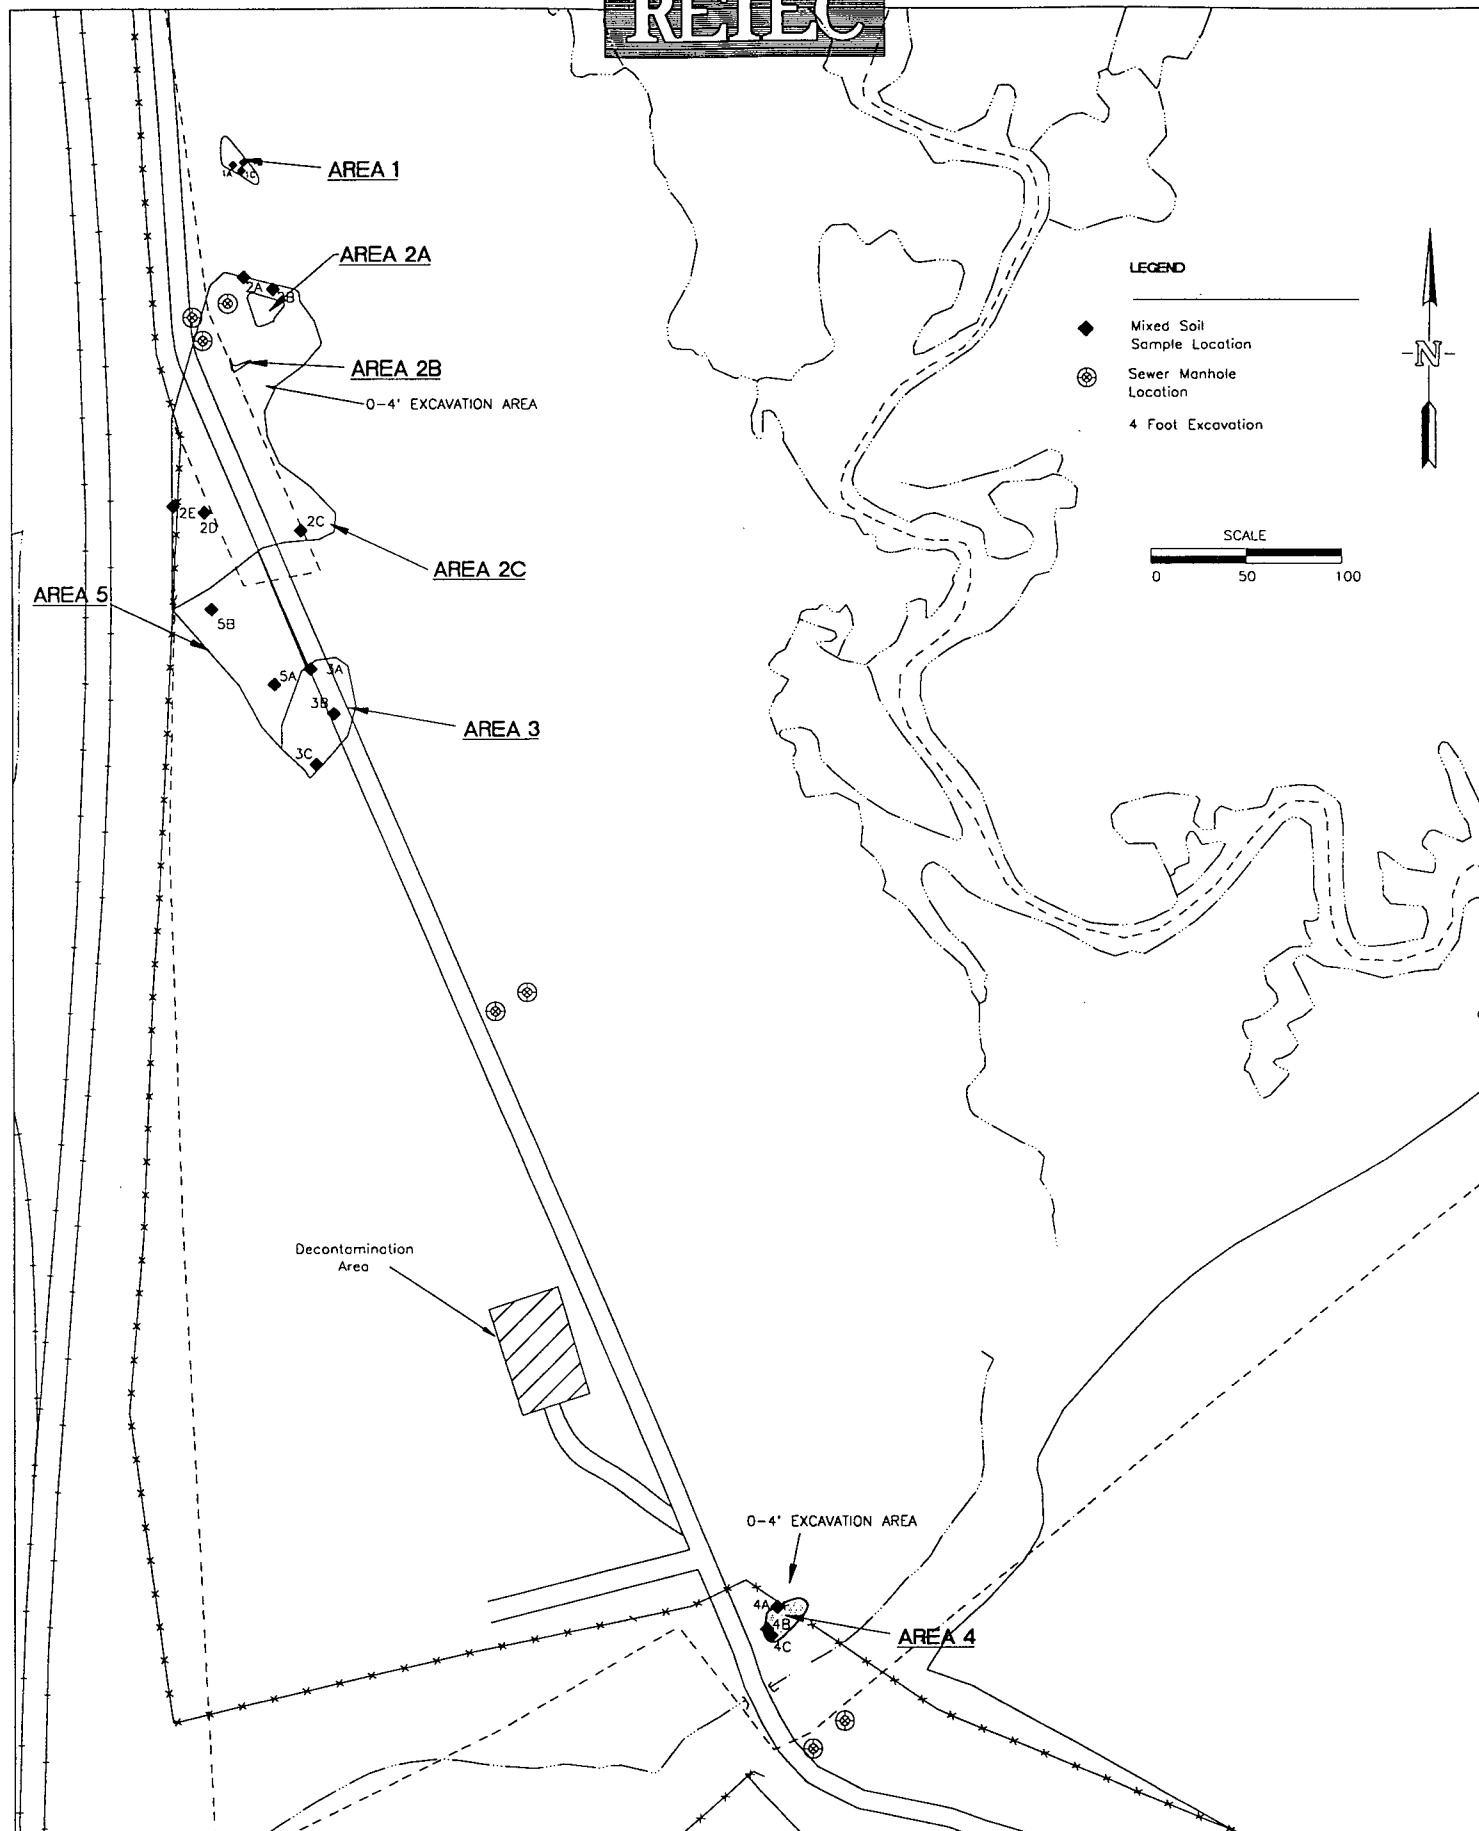 RETEC
AREA 1
1A
1C
AREA 2A
2A
2B
AREA 2B
0-4' EXCAVATION AREA
LEGEND
Mixed Soil
Sample Location
Sewer Manhole
Location
4 Foot Excavation
N
SCALE
0 50 100
2E
2D
2C
AREA 2C
AREA 5
5B
5A
3A
3B
AREA 3
3C
Decontamination
Area
0-4' EXCAVATION AREA
4A
4B
4C
AREA 4